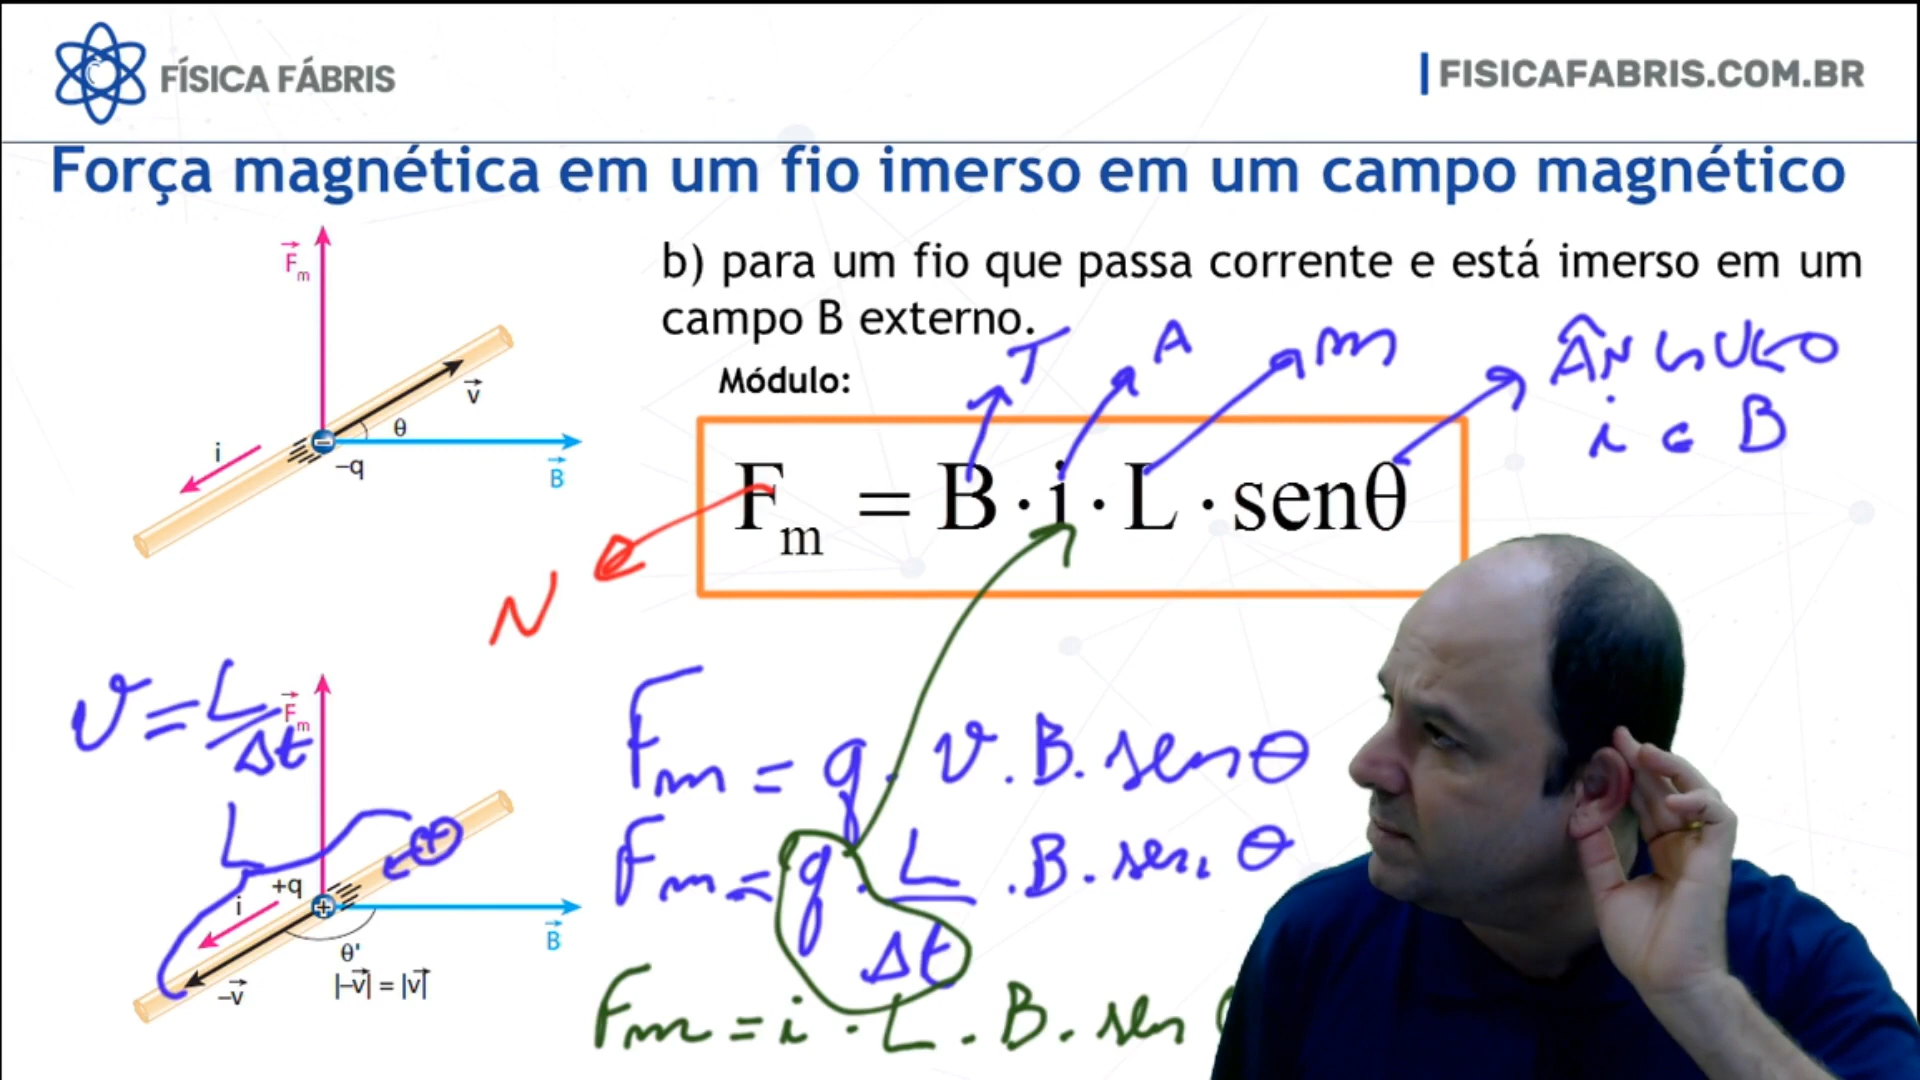 FÍSICA FÁBRIS
FISICAFABRIS.COM.BR
Força magnética em um fio imerso em um campo magnético
b) para um fio que passa corrente e está imerso em um
campo B externo.
T A m ÂNGULO
i e B
Módulo:
Fm = B · i · L · senθ
N
Fm
v
θ
i
-q
B
v = L/Δt
Fm
L
+q
i
B
θ'
-v
|-v| = |v|
Fm = q . v . B . sen θ
Fm = q . L/Δt . B . sen . θ
Fm = i . L . B . sen